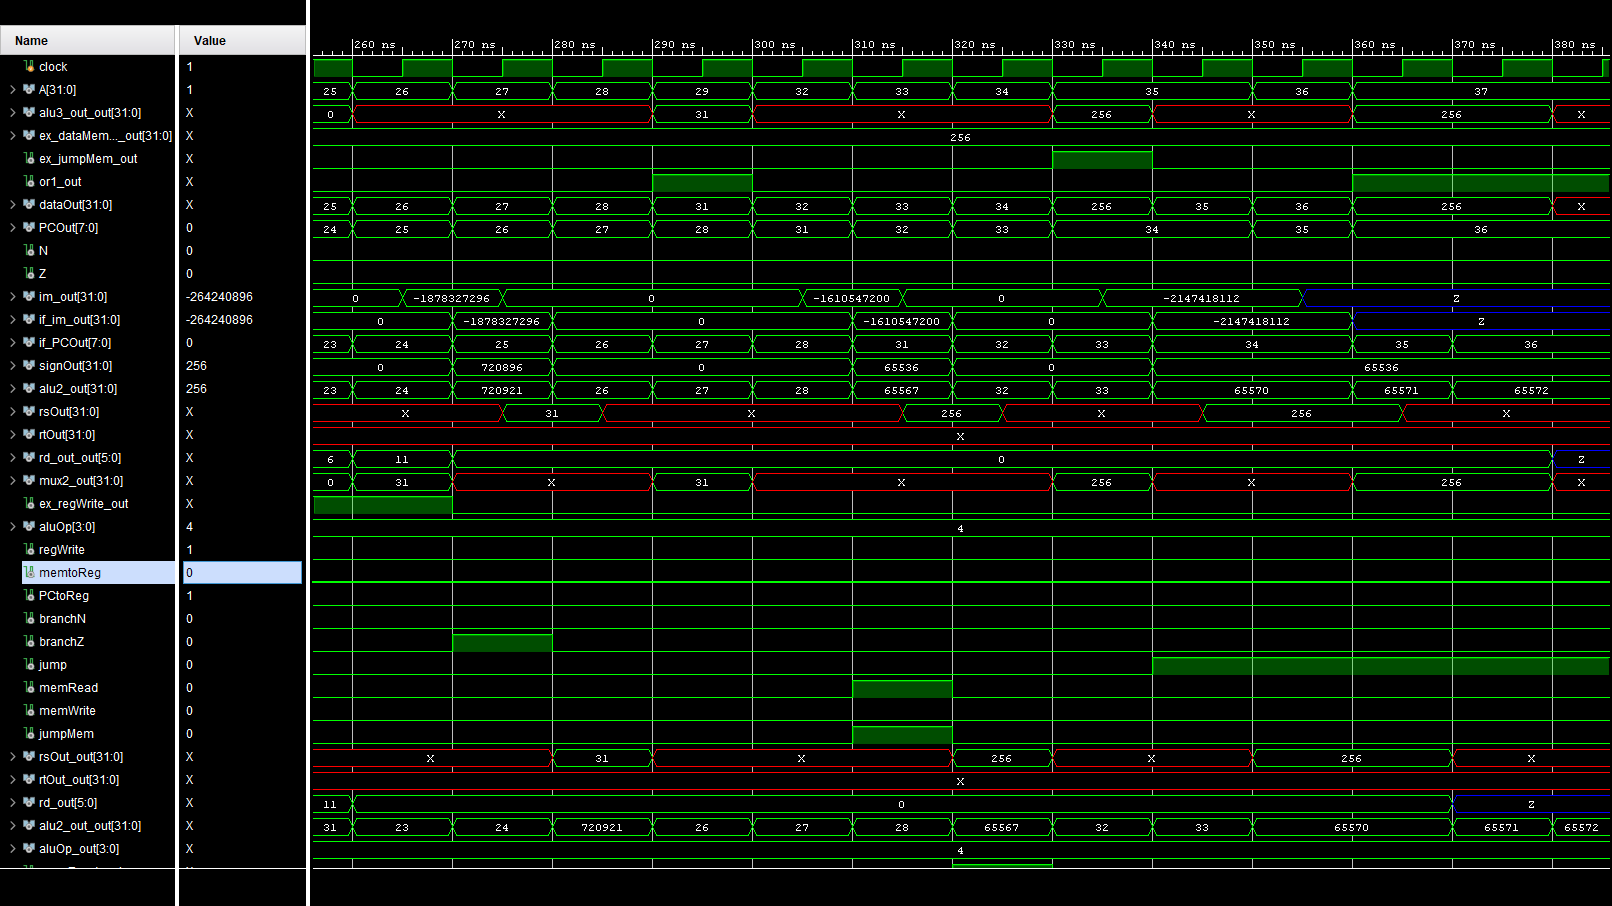 Name Value
260 ns 270 ns 280 ns 290 ns 300 ns 310 ns 320 ns 330 ns 340 ns 350 ns 360 ns 370 ns 380 ns
clock 1
A[31:0] 1 25 26 27 28 29 32 33 34 35 36 37
alu3_out_out[31:0] X 0 X 31 X 256 X 256 X
ex_dataMem..._out[31:0] X 256
ex_jumpMem_out X
or1_out X
dataOut[31:0] X 25 26 27 28 31 32 33 34 256 35 36 256 X
PCOut[7:0] 0 24 25 26 27 28 31 32 33 34 35 36
N 0
Z 0
im_out[31:0] -264240896 0 -1878327296 0 -1610547200 0 -2147418112 Z
if_im_out[31:0] -264240896 0 -1878327296 0 -1610547200 0 -2147418112 Z
if_PCOut[7:0] 0 23 24 25 26 27 28 31 32 33 34 35 36
signOut[31:0] 256 0 720896 0 65536 0 65536
alu2_out[31:0] 256 23 24 720921 26 27 28 65567 32 33 65570 65571 65572
rsOut[31:0] X X 31 X 256 X 256 X
rtOut[31:0] X X
rd_out_out[5:0] X 6 11 0 Z
mux2_out[31:0] X 0 31 X 31 X 256 X 256 X
ex_regWrite_out X
aluOp[3:0] 4 4
regWrite 1
memtoReg 0
PCtoReg 1
branchN 0
branchZ 0
jump 0
memRead 0
memWrite 0
jumpMem 0
rsOut_out[31:0] X X 31 X 256 X 256 X
rtOut_out[31:0] X X
rd_out[5:0] X 11 0 Z
alu2_out_out[31:0] X 31 23 24 720921 26 27 28 65567 32 33 65570 65571 65572
aluOp_out[3:0] X 4